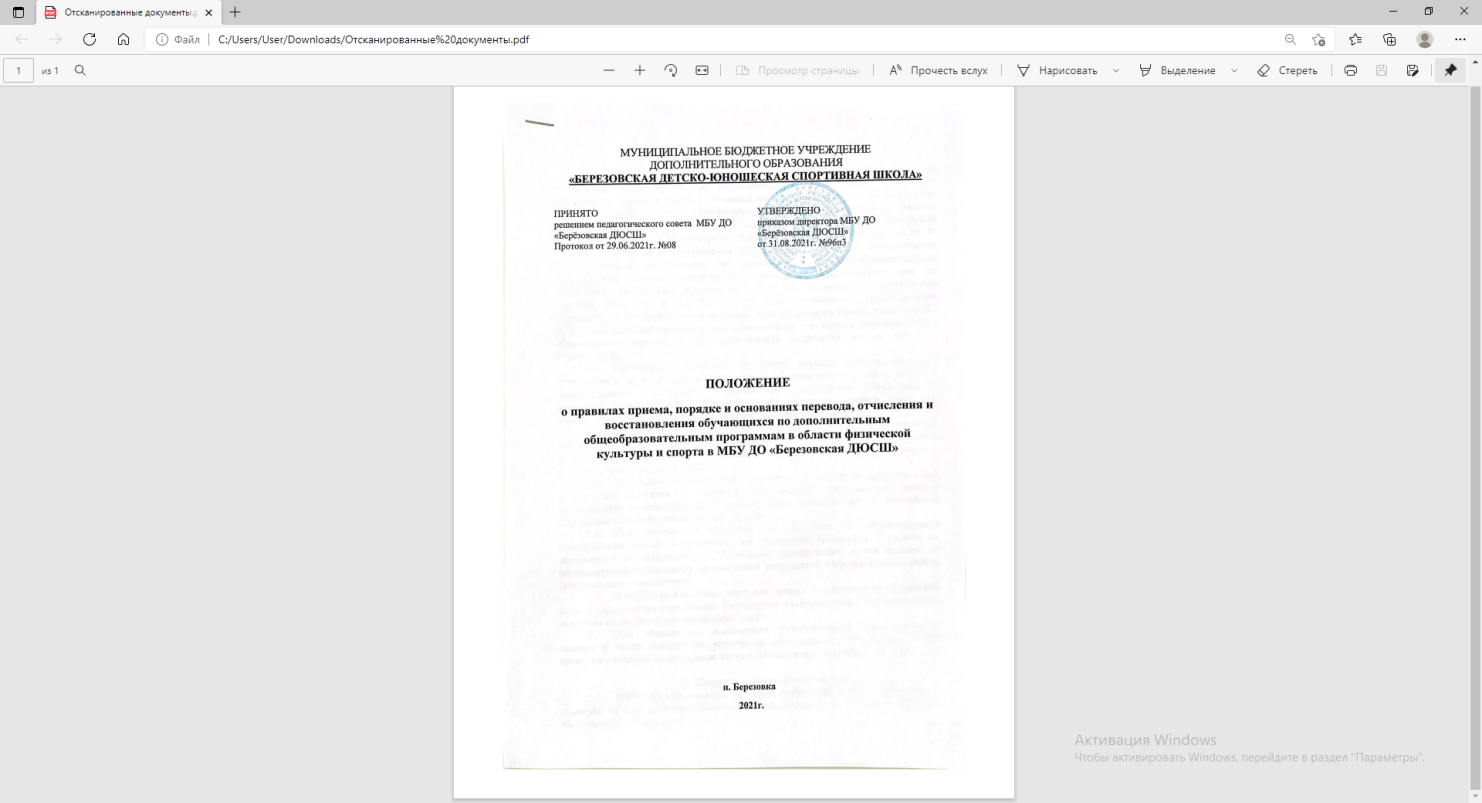 Отсканированные документы.p
Файл
C:/Users/User/Downloads/Отсканированные%20документы.pdf
1 из 1
Просмотр страницы
Прочесть вслух
Нарисовать
Выделение
Стереть
МУНИЦИПАЛЬНОЕ БЮДЖЕТНОЕ УЧРЕЖДЕНИЕ
ДОПОЛНИТЕЛЬНОГО ОБРАЗОВАНИЯ
«БЕРЕЗОВСКАЯ ДЕТСКО-ЮНОШЕСКАЯ СПОРТИВНАЯ ШКОЛА»
ПРИНЯТО
решением педагогического совета МБУ ДО
«Берёзовская ДЮСШ»
Протокол от 29.06.2021г. №08
УТВЕРЖДЕНО
приказом директора МБУ ДО
«Берёзовская ДЮСШ»
от 31.08.2021г. №96п3
ПОЛОЖЕНИЕ
о правилах приема, порядке и основаниях перевода, отчисления и
восстановления обучающихся по дополнительным
общеобразовательным программам в области физической
культуры и спорта в МБУ ДО «Березовская ДЮСШ»
п. Березовка
2021г.
Активация Windows
Чтобы активировать Windows, перейдите в раздел "Параметры".